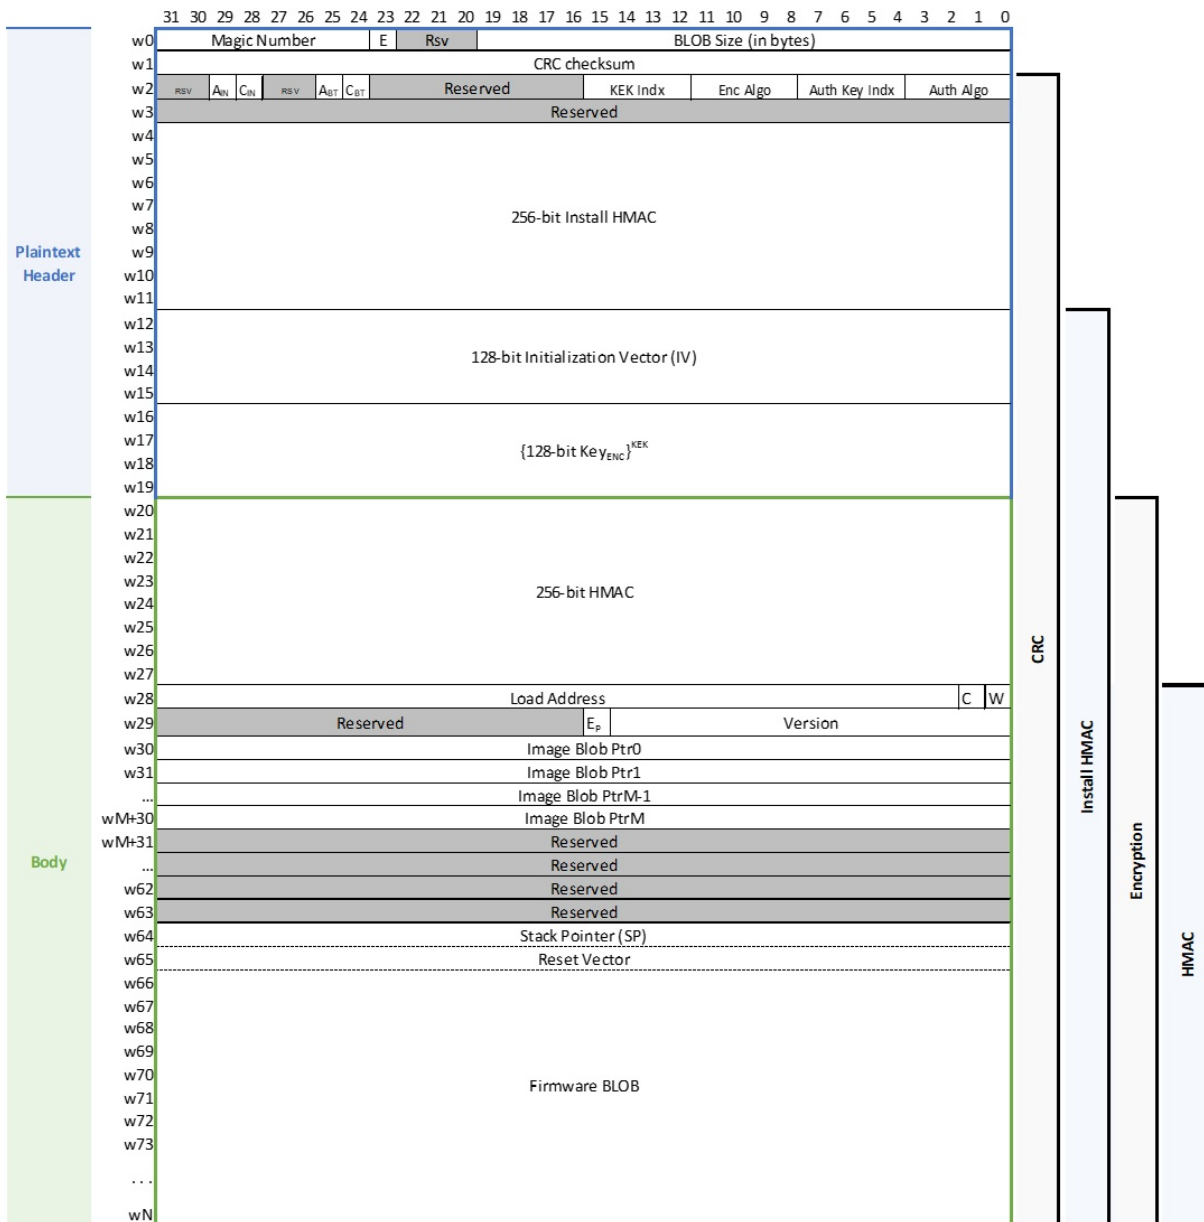 31 30 29 28 27 26 25 24 23 22 21 20 19 18 17 16 15 14 13 12 11 10 9 8 7 6 5 4 3 2 1 0
w0 Magic Number E Rsv BLOB Size (in bytes)
w1 CRC checksum
w2 RSV AIN CIN RSV ABT CBT Reserved KEK Indx Enc Algo Auth Key Indx Auth Algo
w3 Reserved
w4
w5
w6
w7
256-bit Install HMAC
w8
w9
Plaintext
Header
w10
w11
w12
w13
128-bit Initialization Vector (IV)
w14
w15
w16
w17
{128-bit KeyENC}KEK
w18
w19
w20
w21
w22
w23
256-bit HMAC
w24
w25
w26
w27
w28 Load Address C W
w29 Reserved Ep Version
w30 Image Blob Ptr0
w31 Image Blob Ptr1
... Image Blob PtrM-1
wM+30 Image Blob PtrM
wM+31 Reserved
Body
... Reserved
w62 Reserved
w63 Reserved
w64 Stack Pointer (SP)
w65 Reset Vector
w66
w67
w68
w69
w70
Firmware BLOB
w71
w72
w73
...
wN
CRC
Install HMAC
Encryption
HMAC